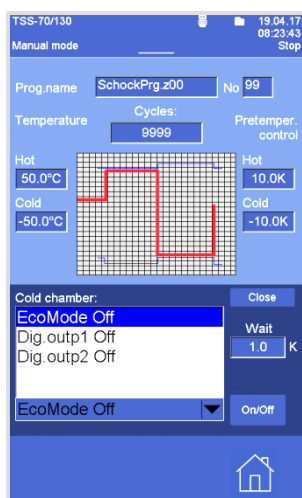 TSS-70/130 19.04.17
08:23:43
Manual mode Stop
Prog.name SchockPrg.z00 No 99
Temperature Cycles: Pretemper.
9999 control
Hot Hot
50.0°C 10.0K
Cold Cold
-50.0°C -10.0K
Cold chamber: Close
EcoMode Off
Dig.outp1 Off Wait
Dig.outp2 Off 1.0 K
EcoMode Off On/Off